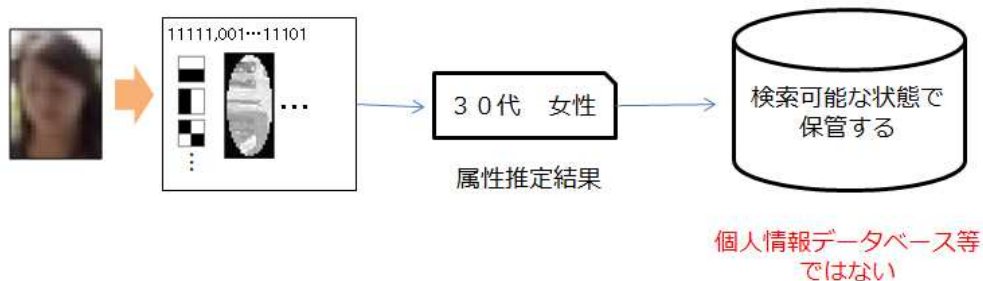 11111,001…11101
…
⋮
３０代　女性
属性推定結果
検索可能な状態で
保管する
個人情報データベース等
ではない